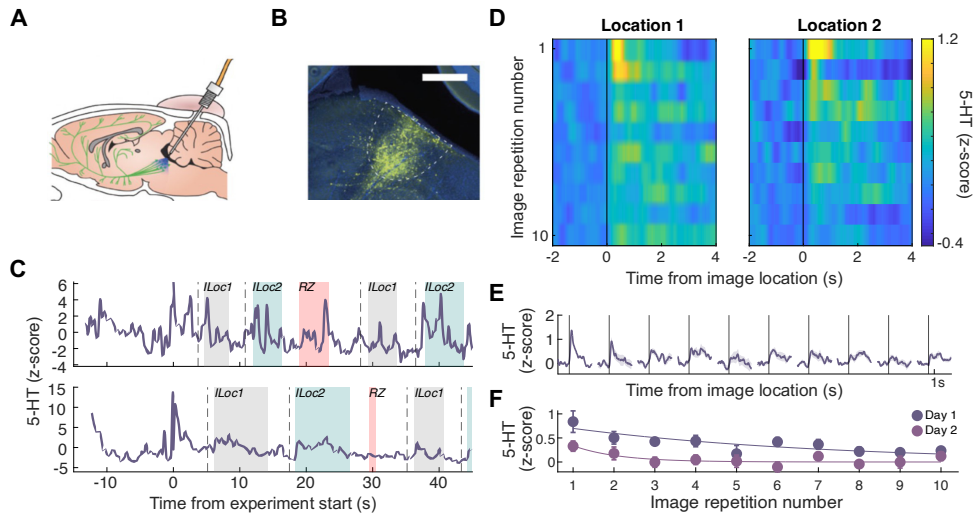 A
B
C
ILoc1 ILoc2 RZ ILoc1 ILoc2
6
4
2
0
-2
-4
5-HT (z-score)
ILoc1 ILoc2 RZ ILoc1
15
10
5
0
-5
-10 0 10 20 30 40
Time from experiment start (s)
D
Location 1 Location 2
Image repetition number
1
10
-2 0 2 4 -2 0 2 4
Time from image location (s)
1.2
-0.4
5-HT (z-score)
E
5-HT
(z-score)
2
1
0
1s
Time from image location (s)
F
5-HT
(z-score)
1
0.5
0
Day 1
Day 2
1 2 3 4 5 6 7 8 9 10
Image repetition number